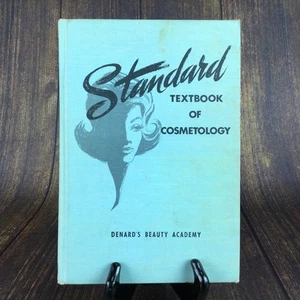 Standard
TEXTBOOK
OF
COSMETOLOGY
DENARD'S BEAUTY ACADEMY